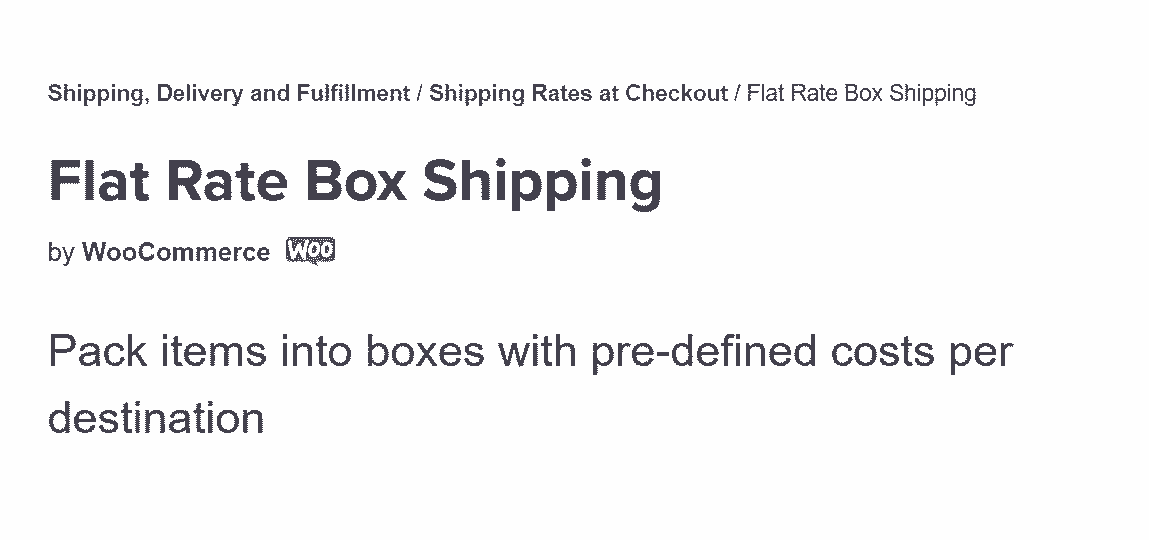 Shipping, Delivery and Fulfillment / Shipping Rates at Checkout / Flat Rate Box Shipping
Flat Rate Box Shipping
by WooCommerce WOO
Pack items into boxes with pre-defined costs per
destination